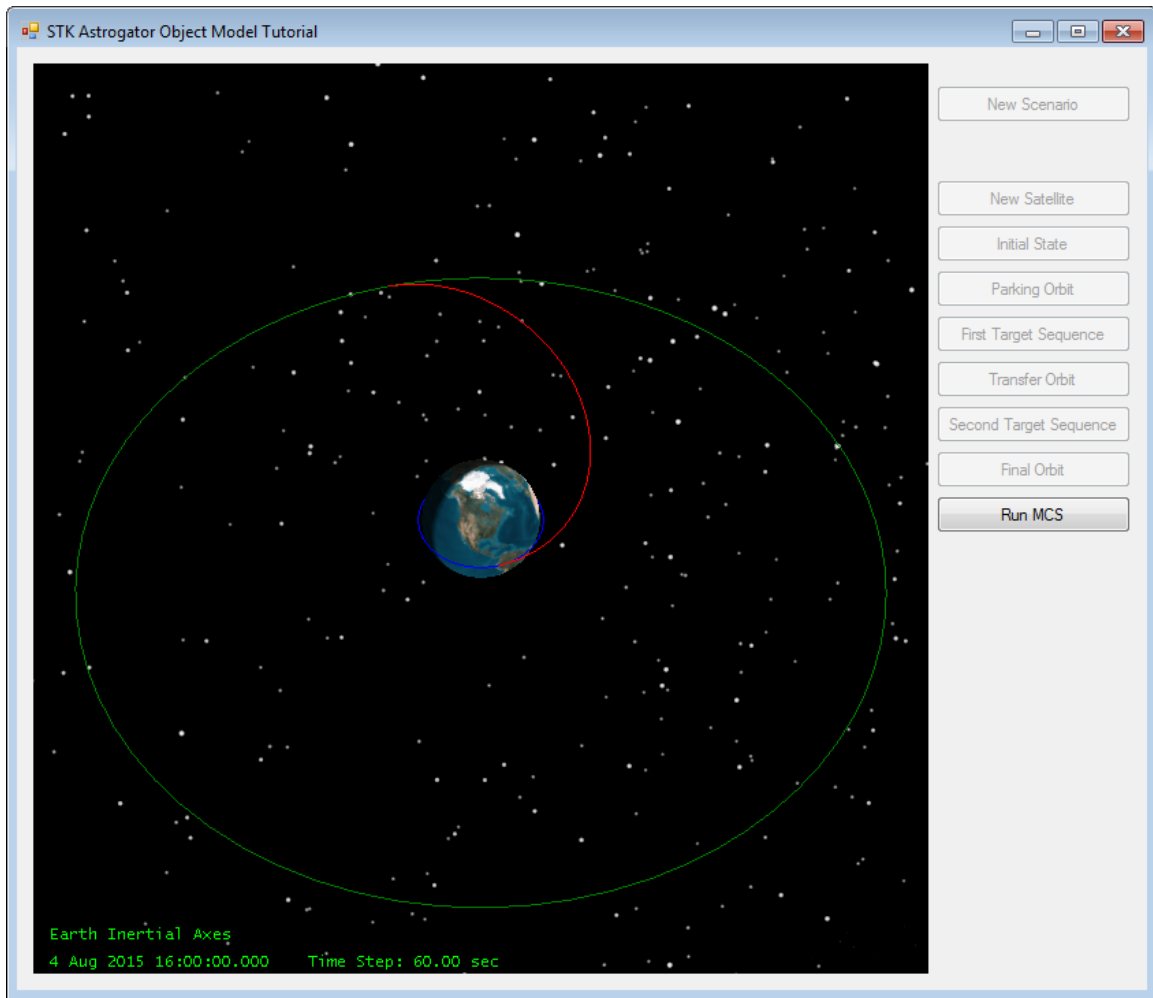 STK Astrogator Object Model Tutorial
New Scenario
New Satellite
Initial State
Parking Orbit
First Target Sequence
Transfer Orbit
Second Target Sequence
Final Orbit
Run MCS
Earth Inertial Axes
4 Aug 2015 16:00:00.000 Time Step: 60.00 sec